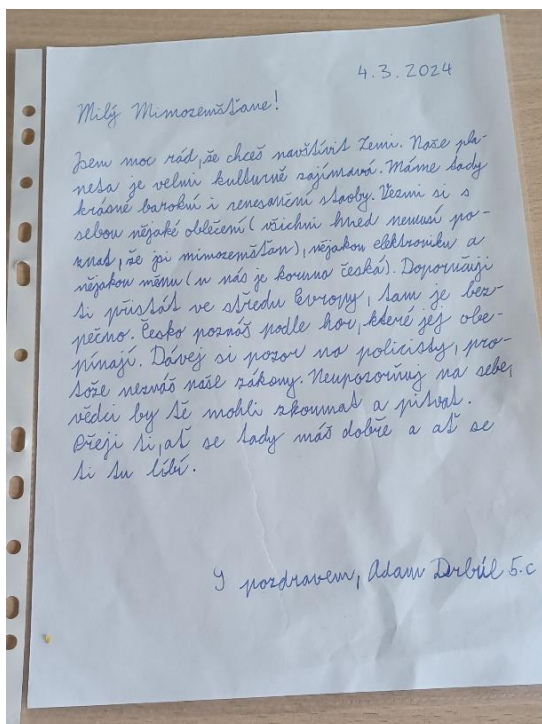 4.3.2024
Milý Mimozemšťane!
Jsem moc rád, že chceš navštívit Zemi. Naše pla-
neta je velmi kulturně zajímavá. Máme tady
krásné barokní i renesanční stavby. Vezmi si s
sebou nějaké oblečení (všichni hned nemusí po-
znat, že jsi mimozemšťan), nějakou elektroniku a
nějakou měnu (u nás je koruna česká). Doporučuji
ti přistát ve středu Evropy, tam je bez-
pečno. Česko poznáš podle hor, které jej obe-
pínají. Dávej si pozor na policisty, pro-
tože neznáš naše zákony. Neupozorňuj na sebe,
vědci by tě mohli zkoumat a pitvat.
Přeji ti, ať se tady máš dobře a ať se
ti tu líbí.
S pozdravem, Adam Drbúl 5.c